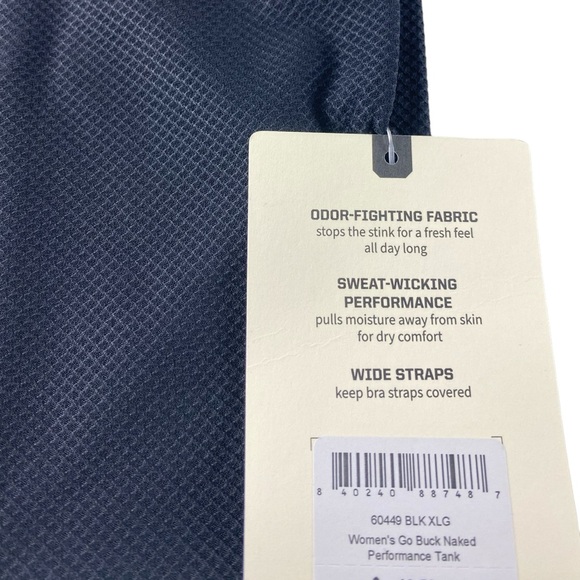 ODOR-FIGHTING FABRIC
stops the stink for a fresh feel
all day long
SWEAT-WICKING
PERFORMANCE
pulls moisture away from skin
for dry comfort
WIDE STRAPS
keep bra straps covered
8 40240 88748 7
60449 BLK XLG
Women's Go Buck Naked
Performance Tank